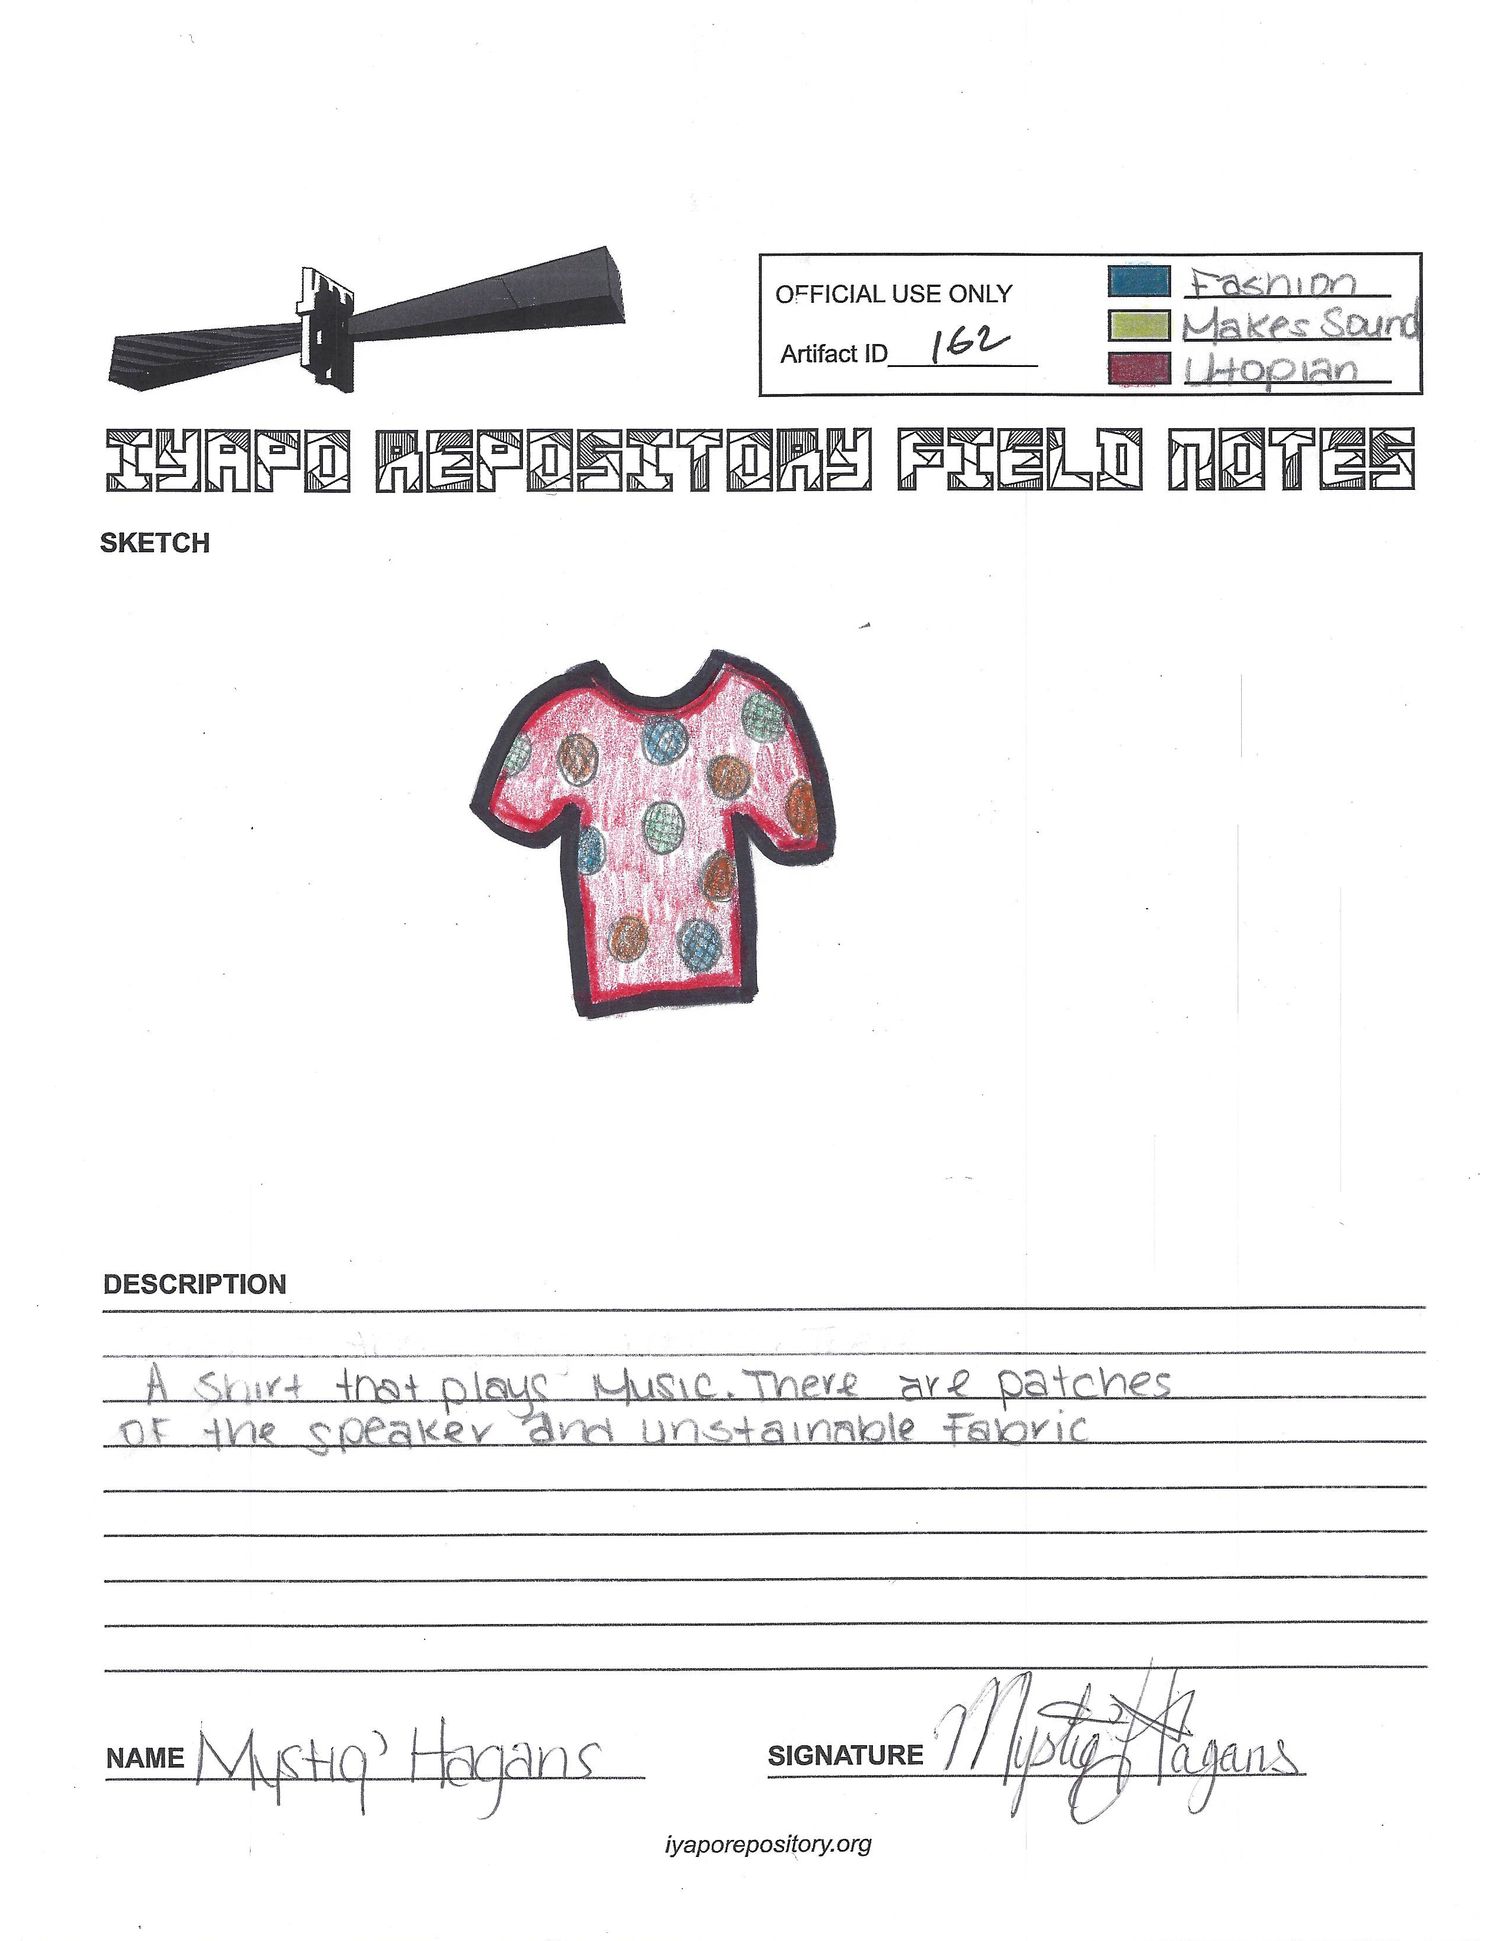 OFFICIAL USE ONLY
Artifact ID 162
Fashion
Makes Sound
Utopian
IYAPO REPOSITORY FIELD NOTES
SKETCH
DESCRIPTION
A shirt that plays Music. There are patches
of the speaker and unstainable Fabric
NAME Mystiq' Hagans
SIGNATURE Mystiq' Hagans
iyaporepository.org